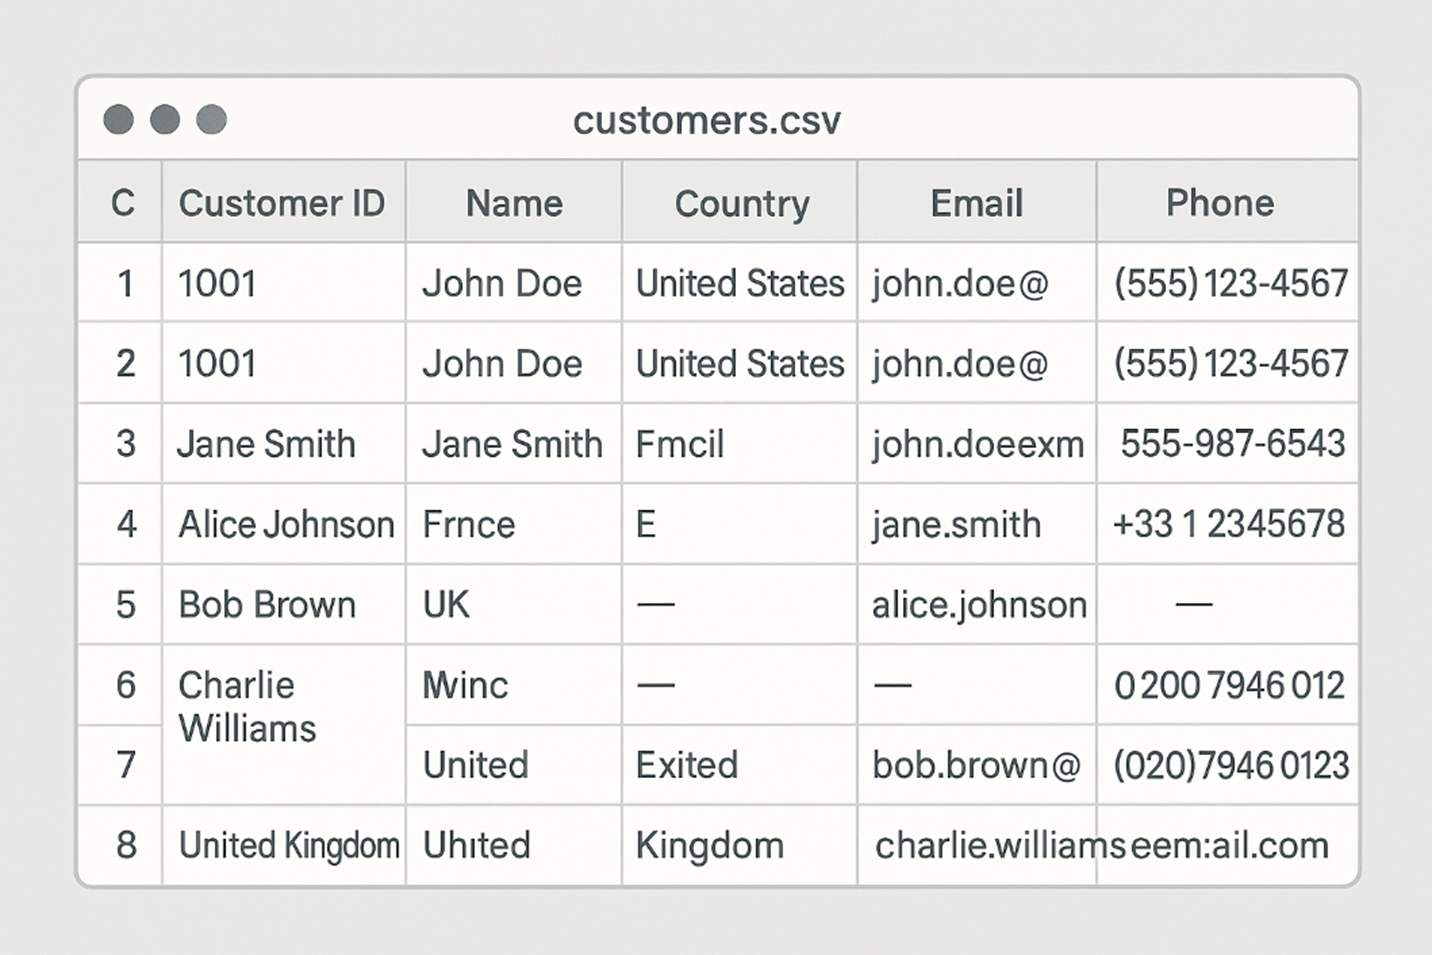 customers.csv
C Customer ID Name Country Email Phone
1 1001 John Doe United States john.doe@ (555) 123-4567
2 1001 John Doe United States john.doe@ (555) 123-4567
3 Jane Smith Jane Smith Fmcil john.doeexm 555-987-6543
4 Alice Johnson Frnce E jane.smith +33 1 2345678
5 Bob Brown UK — alice.johnson —
6 Charlie — — 0200 7946 012
Williams
7 United Exited bob.brown@ (020)7946 0123
8 United Kingdom Uhıted Kingdom charlie.williamseem:ail.com